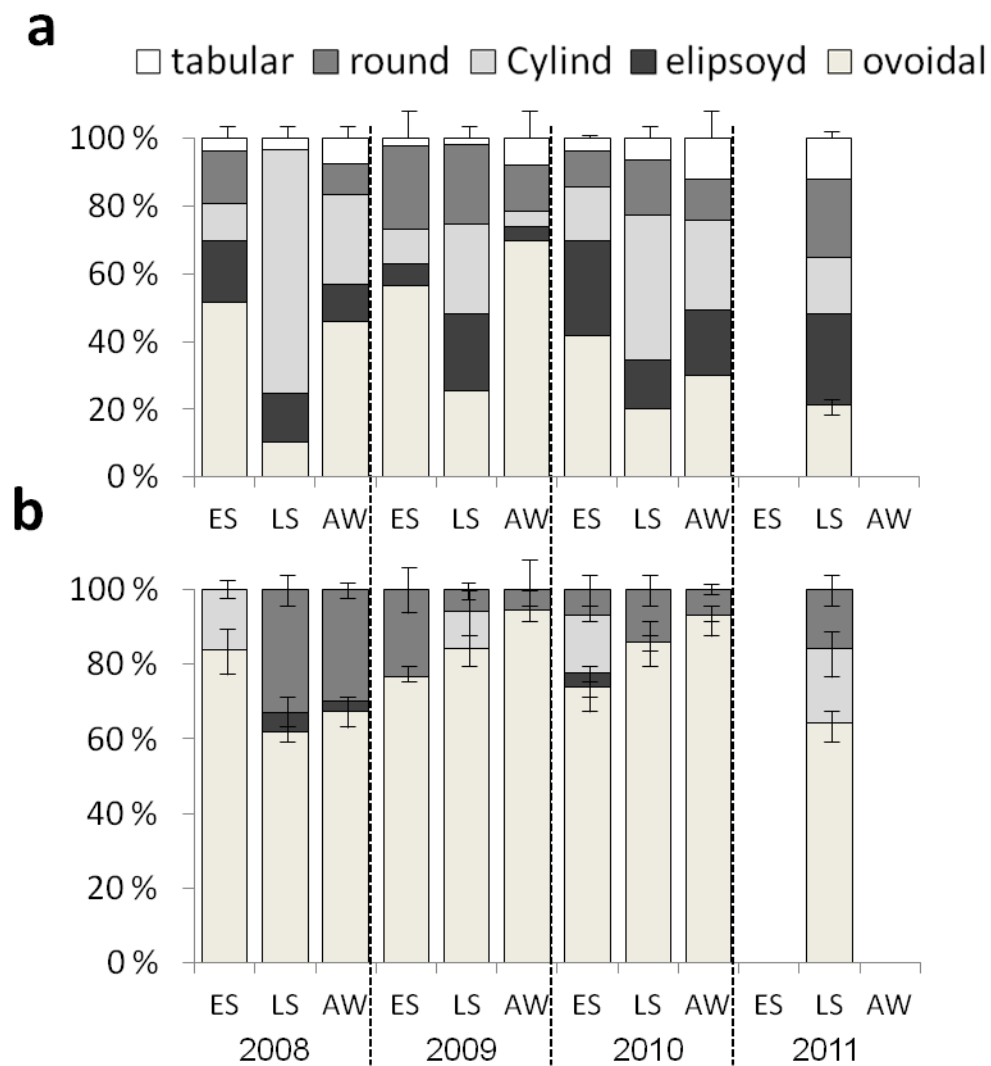 a
tabular round Cylind elipsoyd ovoidal
100 %
80 %
60 %
40 %
20 %
0 %
ES LS AW ES LS AW ES LS AW ES LS AW
b
100 %
80 %
60 %
40 %
20 %
0 %
ES LS AW ES LS AW ES LS AW ES LS AW
2008 2009 2010 2011